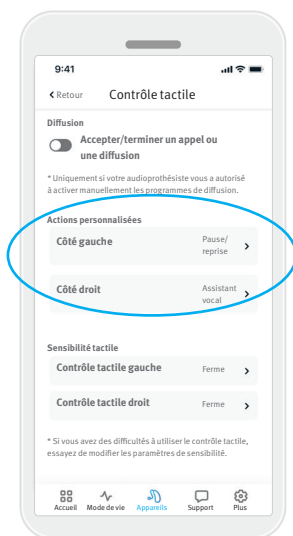 9:41
Retour Contrôle tactile
Diffusion
Accepter/terminer un appel ou
une diffusion
* Uniquement si votre audioprothésiste vous a autorisé
à activer manuellement les programmes de diffusion.
Actions personnalisées
Côté gauche Pause/
reprise
Côté droit Assistant
vocal
Sensibilité tactile
Contrôle tactile gauche Ferme
Contrôle tactile droit Ferme
* Si vous avez des difficultés à utiliser le contrôle tactile,
essayez de modifier les paramètres de sensibilité.
Accueil Mode de vie Appareils Support Plus